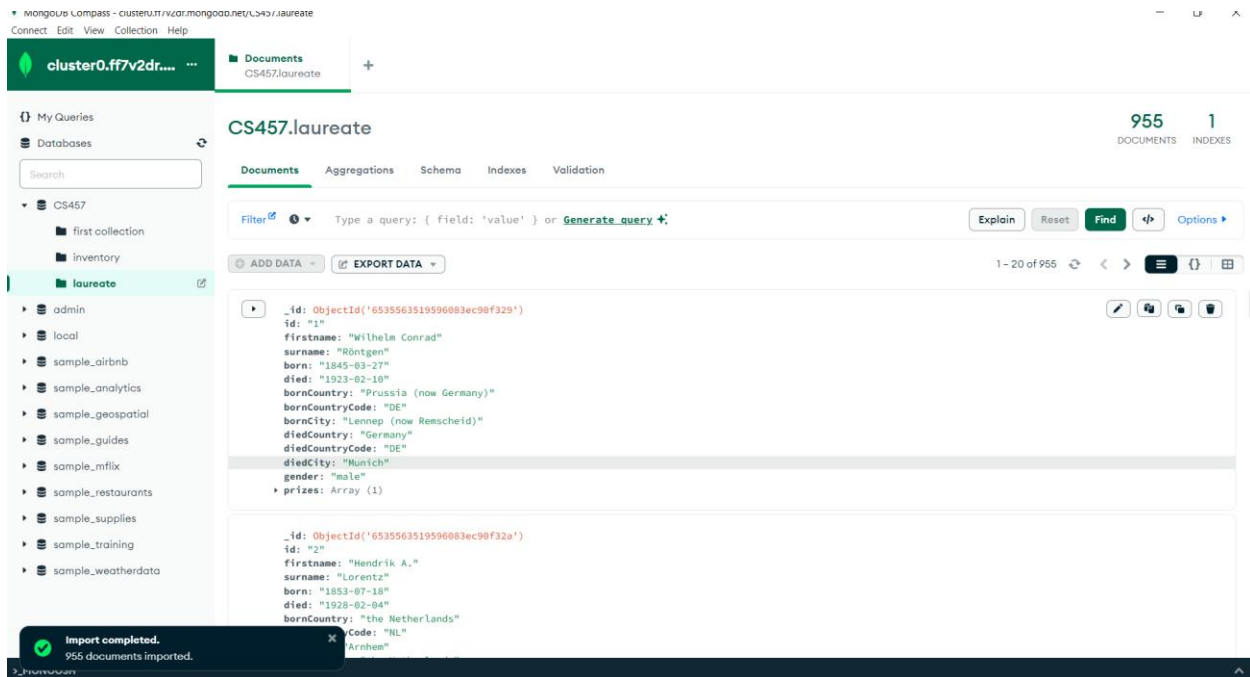 MongoDB Compass - cluster0.ff7v2dr.mongodb.net/CS457.laureate
Connect Edit View Collection Help
cluster0.ff7v2dr....
Documents
CS457.laureate
{} My Queries
Databases
Search
CS457
first collection
inventory
laureate
admin
local
sample_airbnb
sample_analytics
sample_geospatial
sample_guides
sample_mflix
sample_restaurants
sample_supplies
sample_training
sample_weatherdata
CS457.laureate
955
DOCUMENTS
1
INDEXES
Documents Aggregations Schema Indexes Validation
Filter Type a query: { field: 'value' } or Generate query
Explain Reset Find </> Options
ADD DATA EXPORT DATA
1 – 20 of 955 {}
_id: ObjectId('6535563519596083ec90f329')
id: "1"
firstname: "Wilhelm Conrad"
surname: "Röntgen"
born: "1845-03-27"
died: "1923-02-10"
bornCountry: "Prussia (now Germany)"
bornCountryCode: "DE"
bornCity: "Lennep (now Remscheid)"
diedCountry: "Germany"
diedCountryCode: "DE"
diedCity: "Munich"
gender: "male"
prizes: Array (1)
_id: ObjectId('6535563519596083ec90f32a')
id: "2"
firstname: "Hendrik A."
surname: "Lorentz"
born: "1853-07-18"
died: "1928-02-04"
bornCountry: "the Netherlands"
yCode: "NL"
"Arnhem"
Import completed.
955 documents imported.
>_MONGOSH